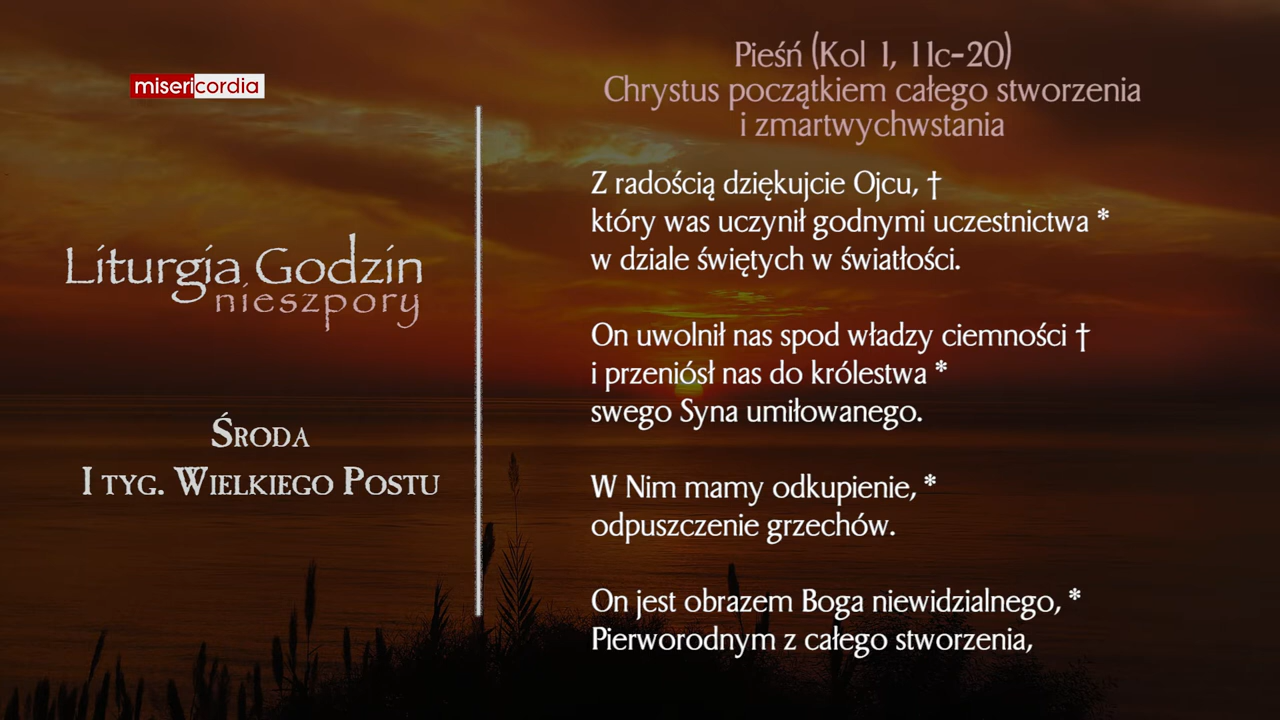 misericordia
Liturgia Godzin
nieszpory
Środa
I tyg. Wielkiego Postu
Pieśń (Kol 1, 11c-20)
Chrystus początkiem całego stworzenia
i zmartwychwstania
Z radością dziękujcie Ojcu, †
który was uczynił godnymi uczestnictwa *
w dziale świętych w światłości.
On uwolnił nas spod władzy ciemności †
i przeniósł nas do królestwa *
swego Syna umiłowanego.
W Nim mamy odkupienie, *
odpuszczenie grzechów.
On jest obrazem Boga niewidzialnego, *
Pierworodnym z całego stworzenia,